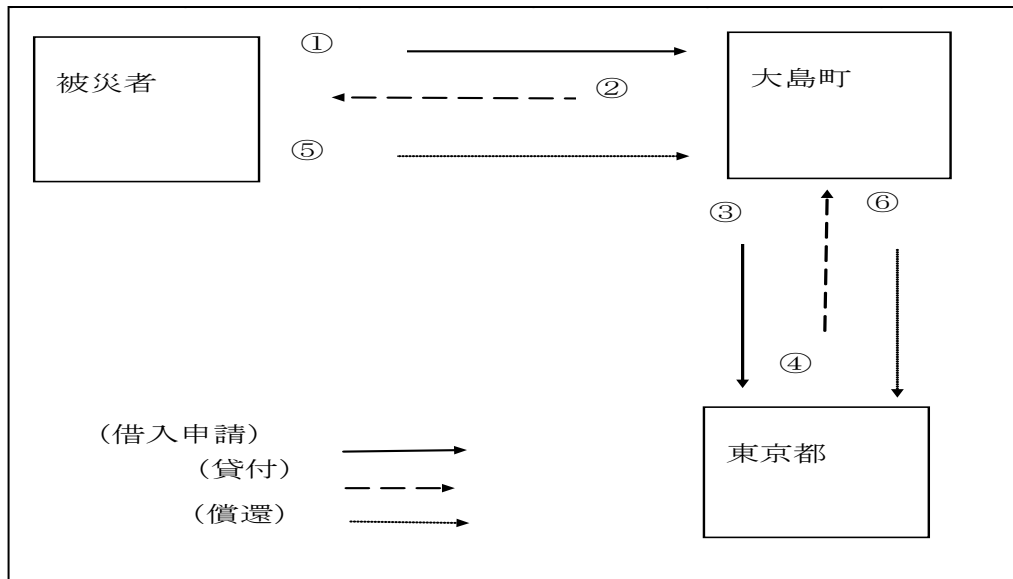 被災者
①
②
⑤
大島町
③
⑥
④
東京都
(借入申請)
(貸付)
(償還)